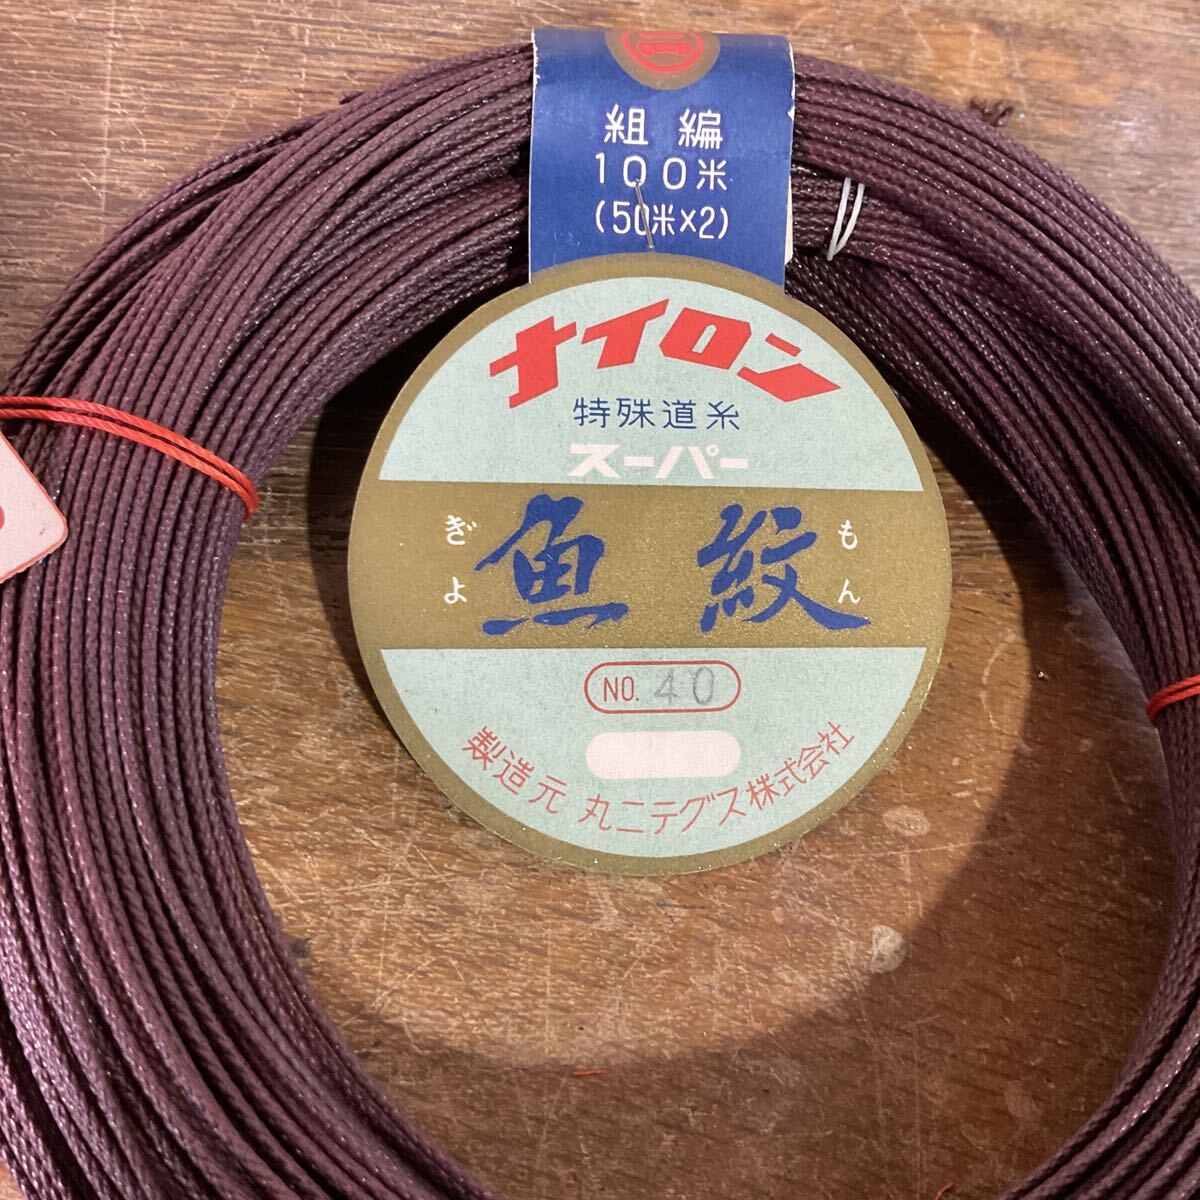 二
組編
100米
(50米×2)
ナイロン
特殊道糸
スーパー
ぎょ 魚紋 もん
NO. 40
製造元 丸二テグス株式会社